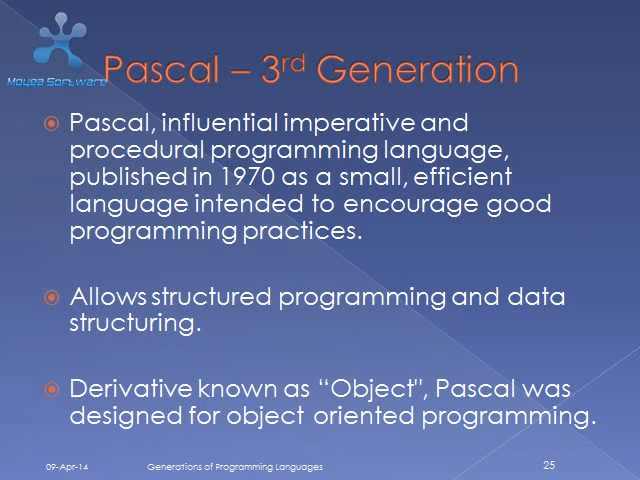 Moyea Software
Pascal – 3rd Generation
Pascal, influential imperative and
procedural programming language,
published in 1970 as a small, efficient
language intended to encourage good
programming practices.
Allows structured programming and data
structuring.
Derivative known as “Object", Pascal was
designed for object oriented programming.
09-Apr-14
Generations of Programming Languages
25